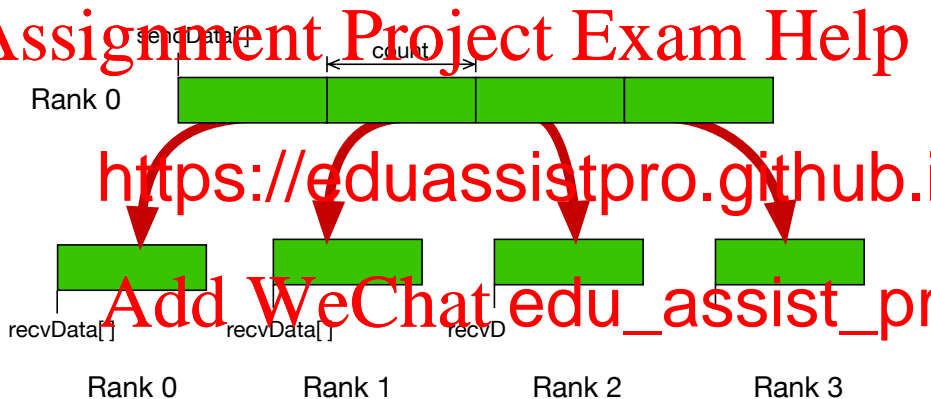 Assignment Project Exam Help
sendData[ ]
count
Rank 0
https://eduassistpro.github.i
Add WeChat edu_assist_pr
recvData[ ] recvData[ ] recvD
Rank 0 Rank 1 Rank 2 Rank 3